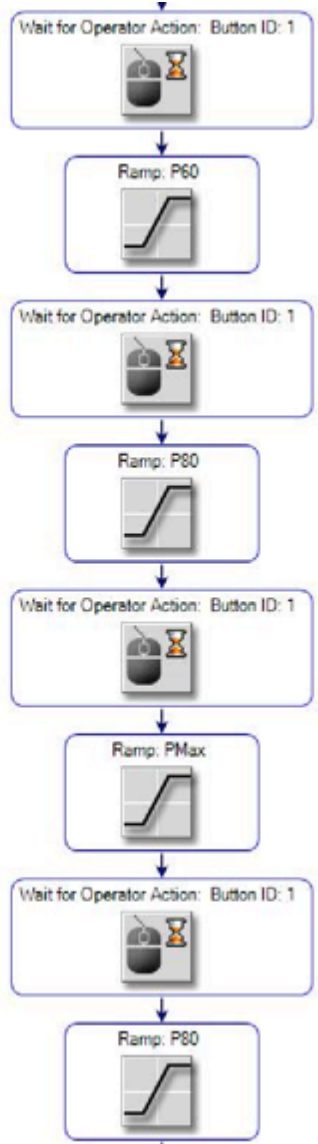 Wait for Operator Action: Button ID: 1
Ramp: P60
Wait for Operator Action: Button ID: 1
Ramp: P80
Wait for Operator Action: Button ID: 1
Ramp: PMax
Wait for Operator Action: Button ID: 1
Ramp: P80